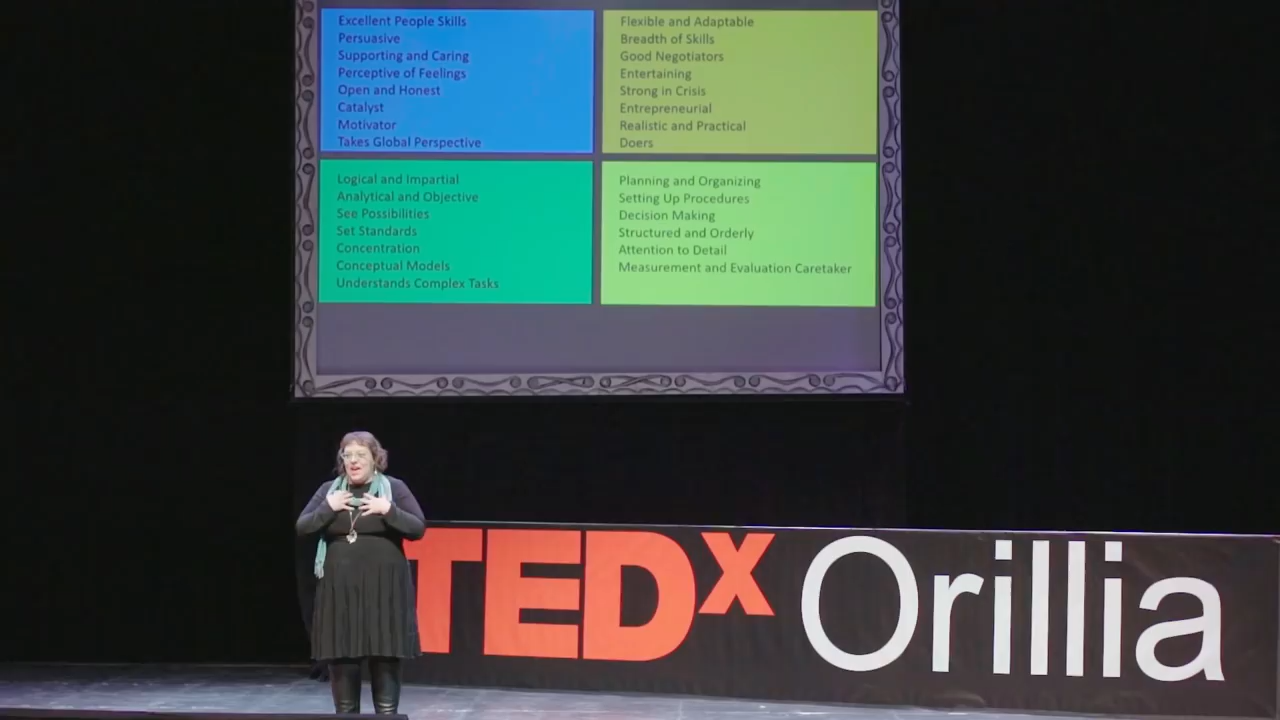 Excellent People Skills
Persuasive
Supporting and Caring
Perceptive of Feelings
Open and Honest
Catalyst
Motivator
Takes Global Perspective
Flexible and Adaptable
Breadth of Skills
Good Negotiators
Entertaining
Strong in Crisis
Entrepreneurial
Realistic and Practical
Doers
Logical and Impartial
Analytical and Objective
See Possibilities
Set Standards
Concentration
Conceptual Models
Understands Complex Tasks
Planning and Organizing
Setting Up Procedures
Decision Making
Structured and Orderly
Attention to Detail
Measurement and Evaluation Caretaker
TEDx Orillia